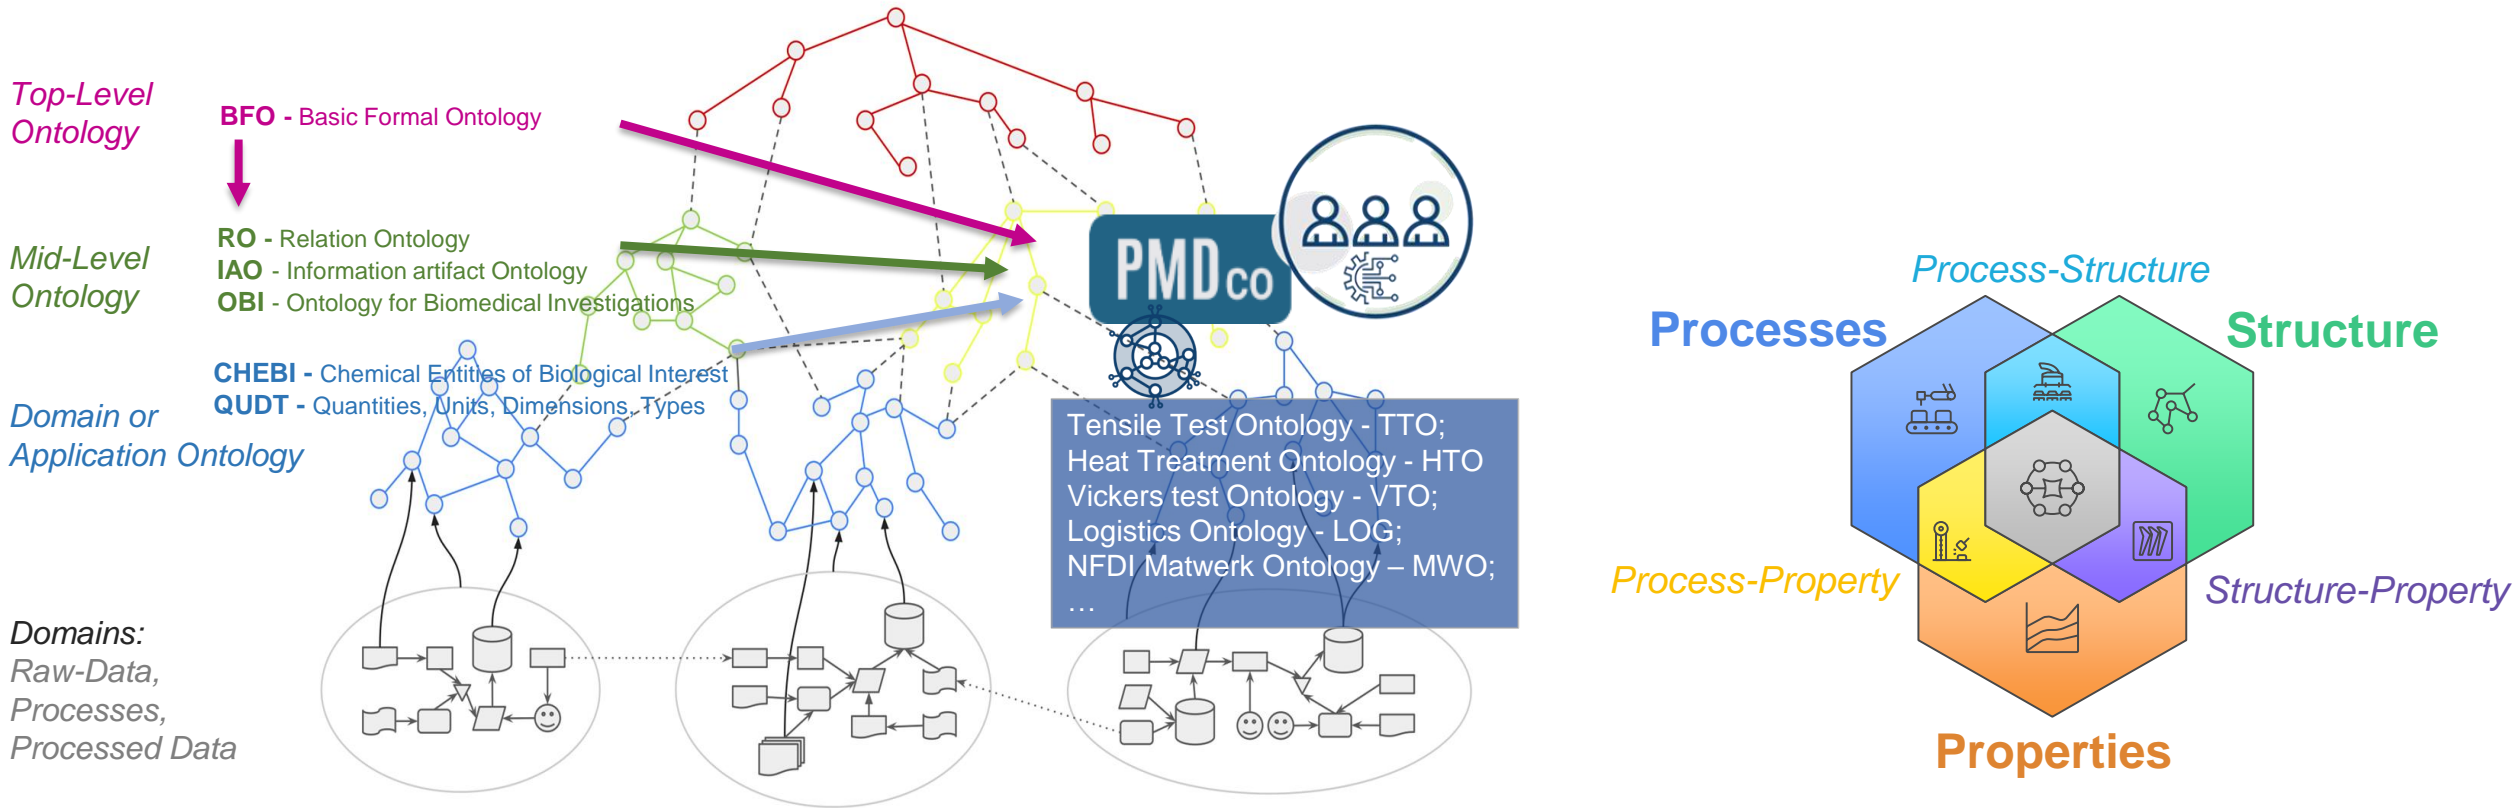 Top-Level
Ontology
BFO - Basic Formal Ontology
Mid-Level
Ontology
RO - Relation Ontology
IAO - Information artifact Ontology
OBI - Ontology for Biomedical Investigations
CHEBI - Chemical Entities of Biological Interest
QUDT - Quantities, Units, Dimensions, Types
Domain or
Application Ontology
Domains:
Raw-Data,
Processes,
Processed Data
PMDco
Tensile Test Ontology - TTO;
Heat Treatment Ontology - HTO
Vickers test Ontology - VTO;
Logistics Ontology - LOG;
NFDI Matwerk Ontology – MWO;
…
Process-Structure
Processes
Structure
Process-Property
Structure-Property
Properties